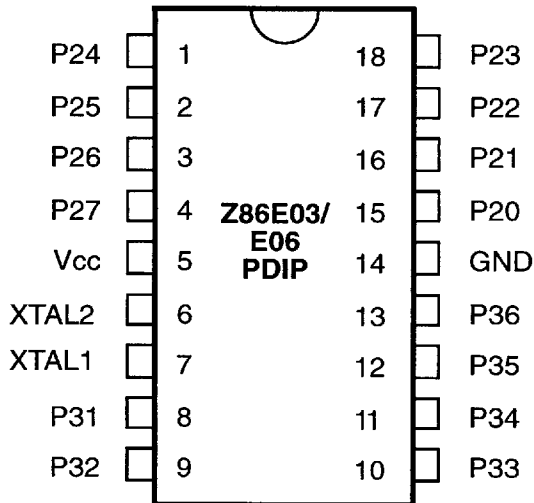 P24 1 18 P23
P25 2 17 P22
P26 3 16 P21
P27 4 Z86E03/ 15 P20
E06
Vcc 5 PDIP 14 GND
XTAL2 6 13 P36
XTAL1 7 12 P35
P31 8 11 P34
P32 9 10 P33